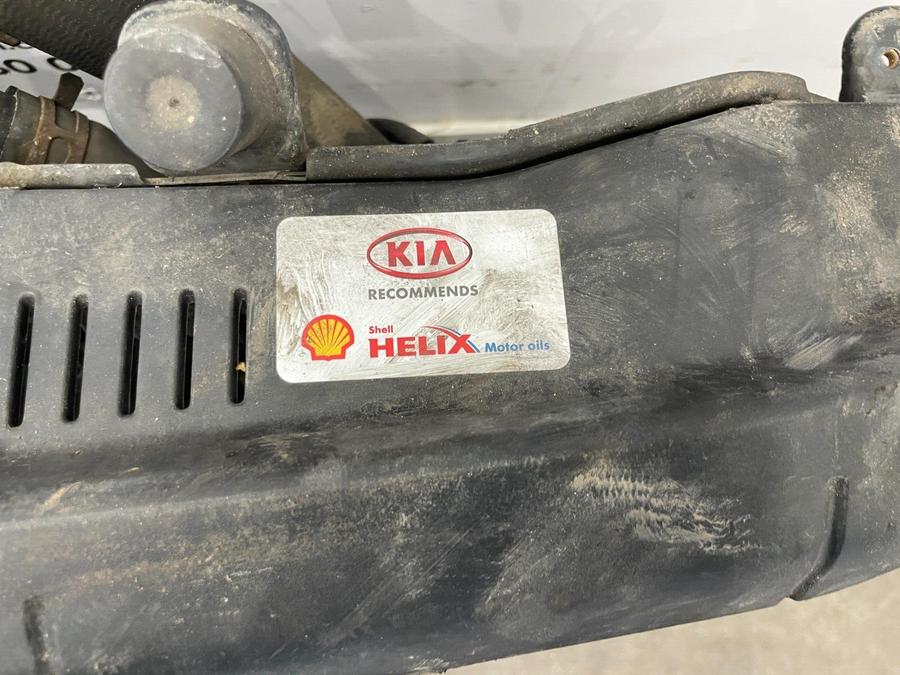 KIA
RECOMMENDS
Shell
HELIX Motor oils